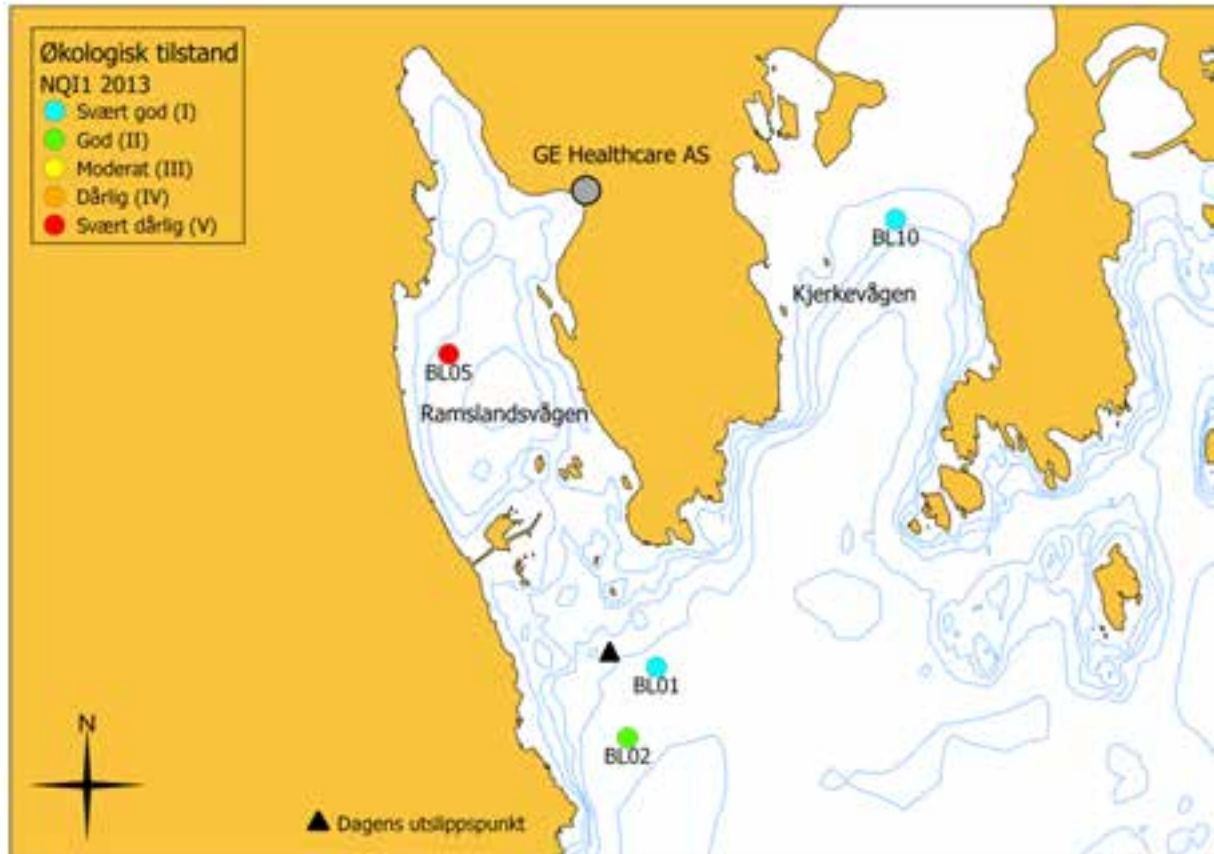 Økologisk tilstand
NQI1 2013
Svært god (I)
God (II)
Moderat (III)
Dårlig (IV)
Svært dårlig (V)
GE Healthcare AS
BL10
Kjerkevågen
BL05
Ramslandsvågen
BL01
BL02
N
Dagens utslippspunkt